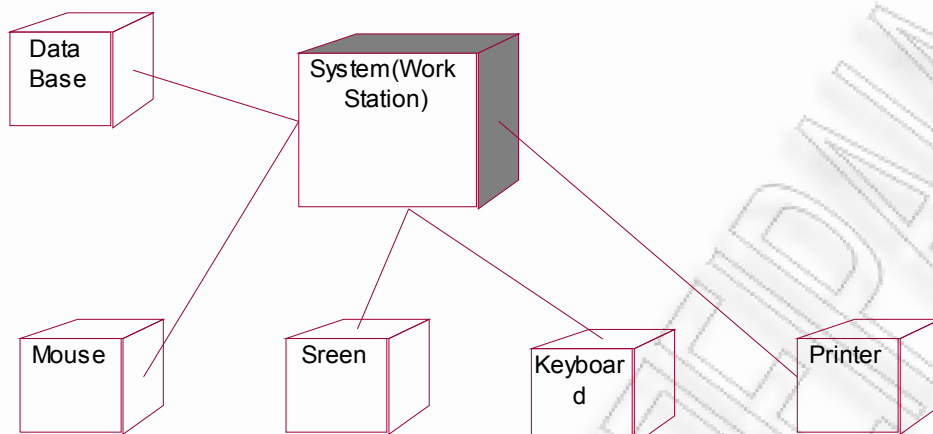 Data
Base
System(Work
Station)
Mouse
Sreen
Keyboar
d
Printer